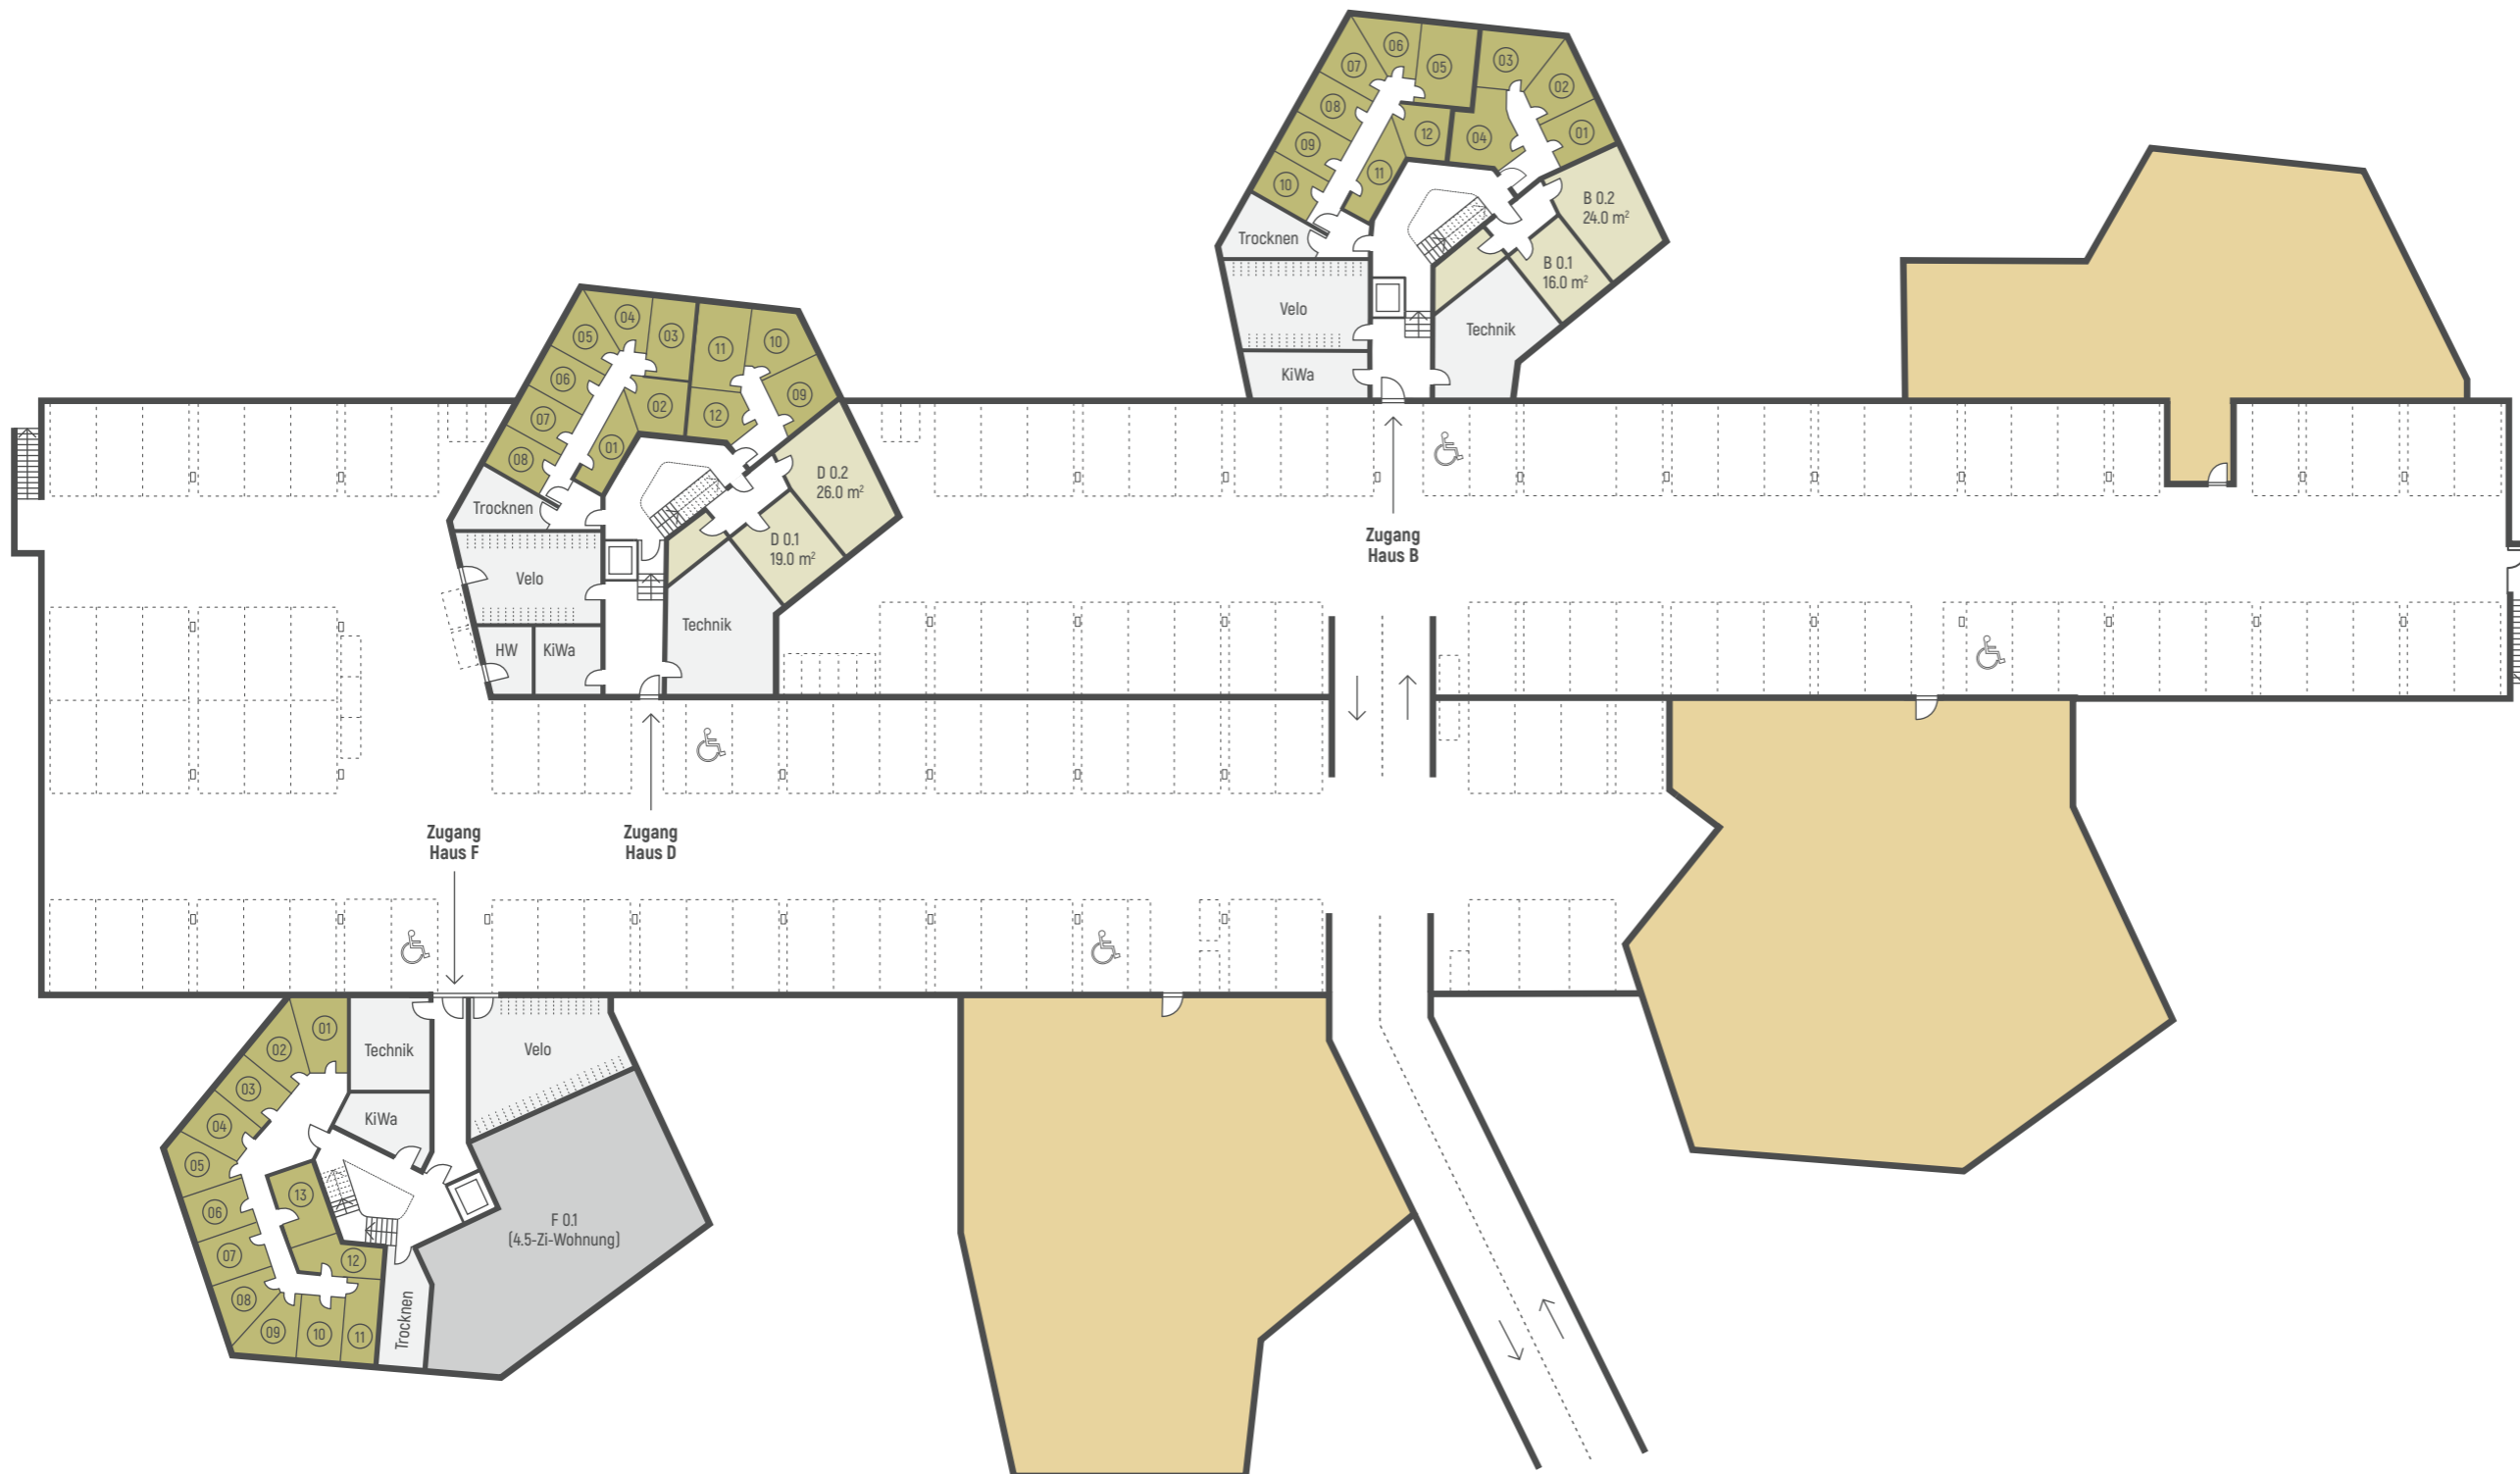 06
05
07
03
02
08
12
04
01
09
11
10
B 0.2
24.0 m²
Trocknen
B 0.1
16.0 m²
Velo
Technik
KiWa
04
03
05
11
10
06
09
02
12
07
01
08
D 0.2
26.0 m²
Trocknen
D 0.1
19.0 m²
Velo
Technik
HW
KiWa
Zugang
Haus B
Zugang
Haus F
Zugang
Haus D
01
02
Technik
Velo
03
KiWa
04
05
13
06
F 0.1
(4.5-Zi-Wohnung)
07
12
08
09
10
11
Trocknen